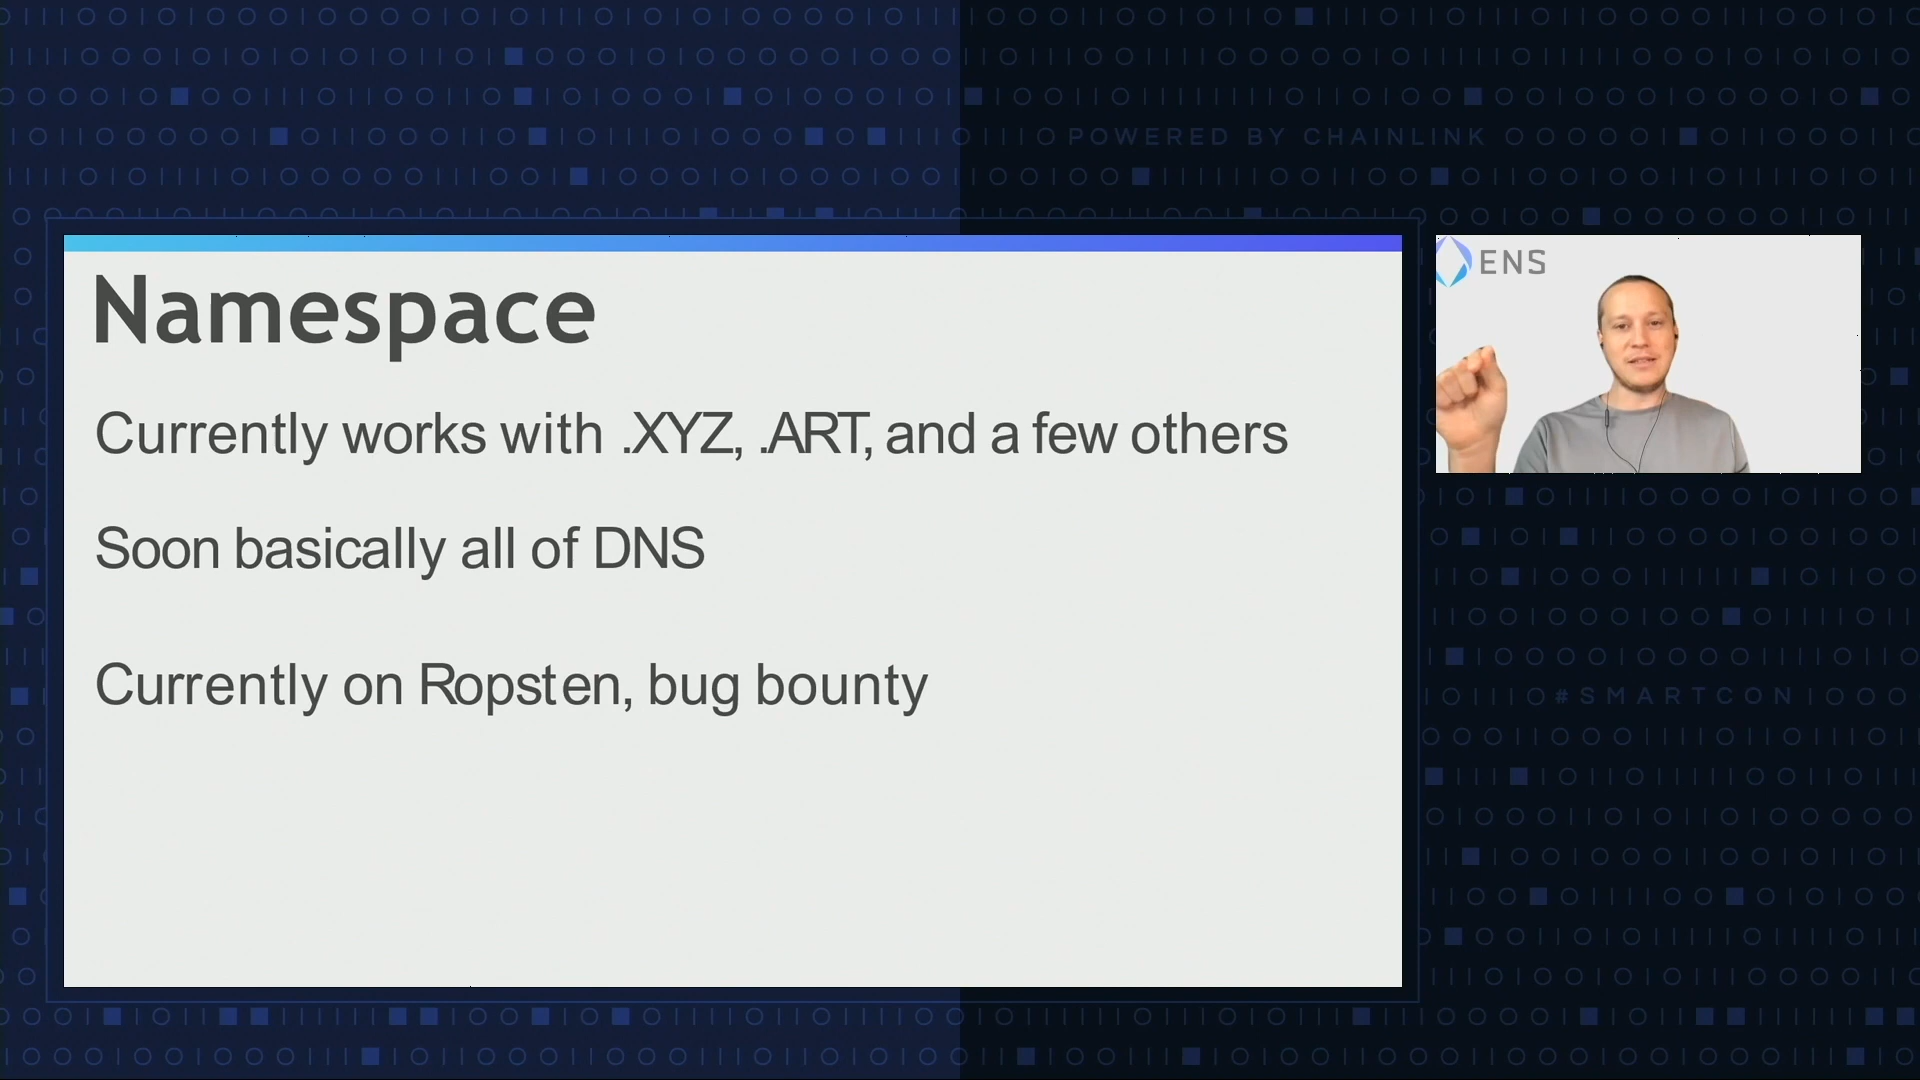 POWERED BY CHAINLINK
Namespace
Currently works with .XYZ, .ART, and a few others
Soon basically all of DNS
Currently on Ropsten, bug bounty
ENS
#SMARTCON